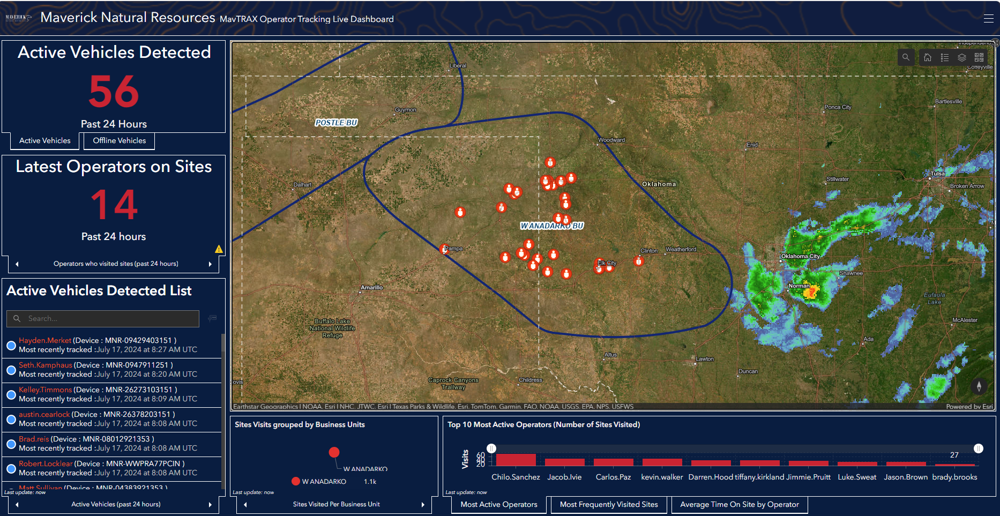 MAVERICK
Maverick Natural Resources MavTRAX Operator Tracking Live Dashboard
Active Vehicles Detected
56
Past 24 Hours
Active Vehicles
Offline Vehicles
Latest Operators on Sites
14
Past 24 hours
Operators who visited sites (past 24 hours)
Active Vehicles Detected List
Search...
Hayden.Merket (Device : MNR-09429403151 )
Most recently tracked :July 17, 2024 at 8:27 AM UTC
Seth.Kamphaus (Device : MNR-0947911251 )
Most recently tracked :July 17, 2024 at 8:20 AM UTC
Kelley.Timmons (Device : MNR-26273103151 )
Most recently tracked :July 17, 2024 at 8:09 AM UTC
austin.cearlock (Device : MNR-26378203151 )
Most recently tracked :July 17, 2024 at 8:08 AM UTC
Brad.reis (Device : MNR-08012921353 )
Most recently tracked :July 17, 2024 at 8:08 AM UTC
Robert.Locklear (Device : MNR-WWPRA77PCIN )
Most recently tracked :July 17, 2024 at 8:08 AM UTC
Matt.Sullivan (Device : MNR-04383921353 )
Last update: now
Active Vehicles (past 24 hours)
Liberal
Coffeyville
Bartlesville
Ponca City
Guymon
POSTLE BU
Woodward
Enid
Tulsa
Stillwater
Broken Arrow
Dalhart
Oklahoma
W ANADARKO BU
Pampa
Clinton
Weatherford
Elk City
Oklahoma City
Shawnee
Norman
Amarillo
Eufaula
Lake
Buffalo Lake
National Wildlife
Refuge
McAlester
Ada
Altus
Lawton
Duncan
ovis
Caprock Canyons
Trailway
Childress
Earthstar Geographics | NOAA, Esri | NHC, JTWC, Esri | Texas Parks & Wildlife, Esri, TomTom, Garmin, FAO, NOAA, USGS, EPA, NPS, USFWS
Powered by Esri
Sites Visits grouped by Business Units
W ANADARKO
W ANADARKO 1.1k
Last update: now
Sites Visited Per Business Unit
Top 10 Most Active Operators (Number of Sites Visited)
Visits
60
40
20
27
Chilo.Sanchez Jacob.Ivie Carlos.Paz kevin.walker Darren.Hood tiffany.kirkland Jimmie.Pruitt Luke.Sweat Jason.Brown brady.brooks
Last update: now
Most Active Operators
Most Frequently Visited Sites
Average Time On Site by Operator